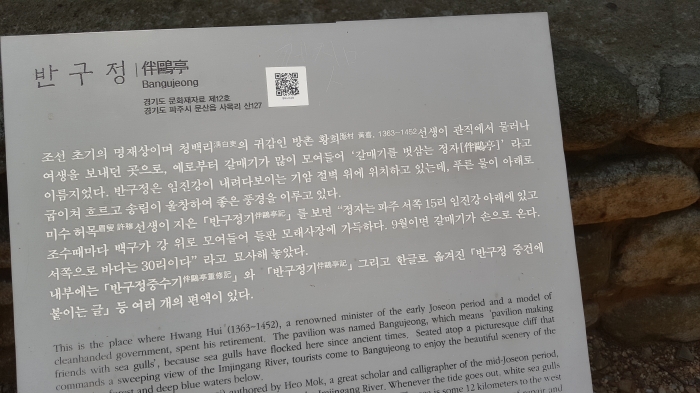 반구정 | 伴鷗亭
Bangujeong
경기도 문화재자료 제12호
경기도 파주시 문산읍 사목리 산127
조선 초기의 명재상이며 청백리淸白吏의 귀감인 방촌 황희厖村 黃喜, 1363~1452선생이 관직에서 물러나
여생을 보내던 곳으로, 예로부터 갈매기가 많이 모여들어 '갈매기를 벗삼는 정자[伴鷗亭]' 라고
이름지었다. 반구정은 임진강이 내려다보이는 기암 절벽 위에 위치하고 있는데, 푸른 물이 아래로
굽이쳐 흐르고 송림이 울창하여 좋은 풍경을 이루고 있다.
미수 허목眉叟 許穆선생이 지은「반구정기伴鷗亭記」를 보면 "정자는 파주 서쪽 15리 임진강 아래에 있고
조수때마다 백구가 강 위로 모여들어 들판 모래사장에 가득하다. 9월이면 갈매기가 손으로 온다.
서쪽으로 바다는 30리이다" 라고 묘사해 놓았다.
내부에는「반구정중수기伴鷗亭重修記」와 「반구정기伴鷗亭記」그리고 한글로 옮겨진「반구정 중건에
붙이는 글」등 여러 개의 편액이 있다.
This is the place where Hwang Hui (1363~1452), a renowned minister of the early Joseon period and a model of
cleanhanded government, spent his retirement. The pavilion was named Bangujeong, which means 'pavilion making
friends with sea gulls', because sea gulls have flocked here since ancient times. Seated atop a picturesque cliff that
commands a sweeping view of the Imjingang River, tourists come to Bangujeong to enjoy the beautiful scenery of the
forest and deep blue waters below.
authored by Heo Mok, a great scholar and calligrapher of the mid-Joseon period,
the Imjingang River. Whenever the tide goes out, white sea gulls
is some 12 kilometers to the west